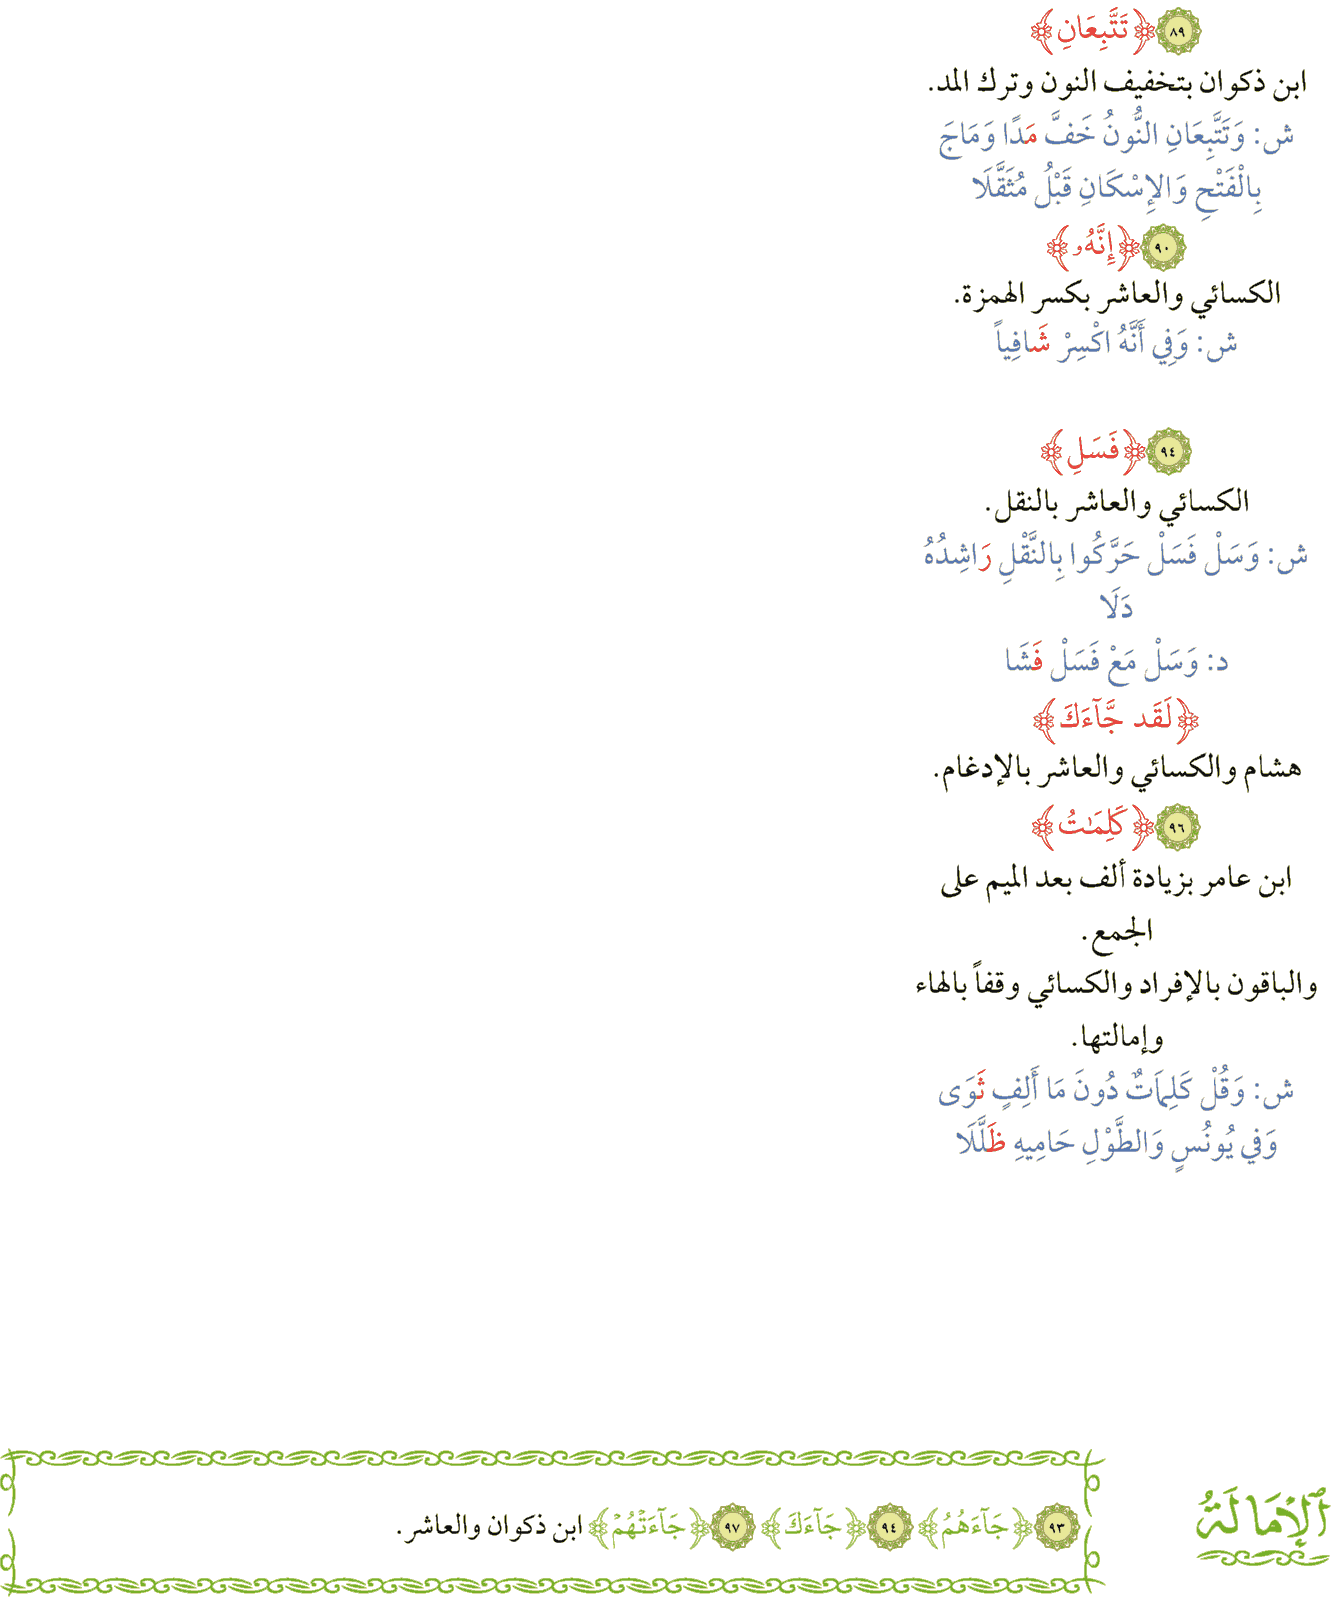 ٨٩ ﴿تَتَّبِعَانِ﴾
ابن ذكوان بتخفيف النون وترك المد.
ش: وَتَتَّبِعَانِ النُّونُ خَفَّ مَدًا وَمَاجَ
بِالْفَتْحِ وَالإِسْكَانِ قَبْلُ مُثَقَّلَا
٩٠ ﴿إِنَّهُۥ﴾
الكسائي والعاشر بكسر الهمزة.
ش: وَفِي أَنَّهُ اكْسِرْ شَافِياً
٩٤ ﴿فَسَلِ﴾
الكسائي والعاشر بالنقل.
ش: وَسَلْ فَسَلْ حَرَّكُوا بِالنَّقْلِ رَاشِدُهُ
دَلَا
د: وَسَلْ مَعْ فَسَلْ فَشَا
﴿لَقَد جَّآءَكَ﴾
هشام والكسائي والعاشر بالإدغام.
٩٦ ﴿كَلِمَٰتُ﴾
ابن عامر بزيادة ألف بعد الميم على
الجمع.
والباقون بالإفراد والكسائي وقفاً بالهاء
وإمالتها.
ش: وَقُلْ كَلِمَاتٌ دُونَ مَا أَلِفٍ ثَوَى
وَفِي يُونُسٍ وَالطَّوْلِ حَامِيهِ ظَلَّلَا
ٱلْإِمَالَةُ
٩٣ ﴿جَآءَهُمُ﴾ ٩٤ ﴿جَآءَكَ﴾ ٩٧ ﴿جَآءَتْهُمْ﴾ ابن ذكوان والعاشر.